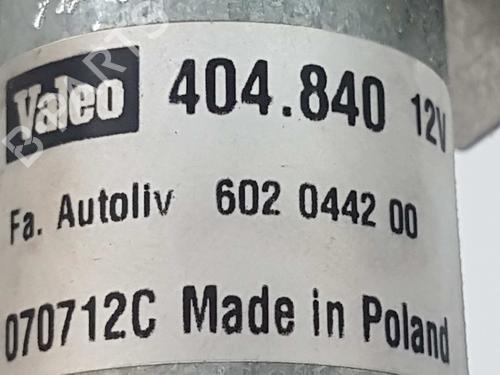 Valeo 404.840 12V
Fa. Autoliv 602 0442 00
070712C Made in Poland